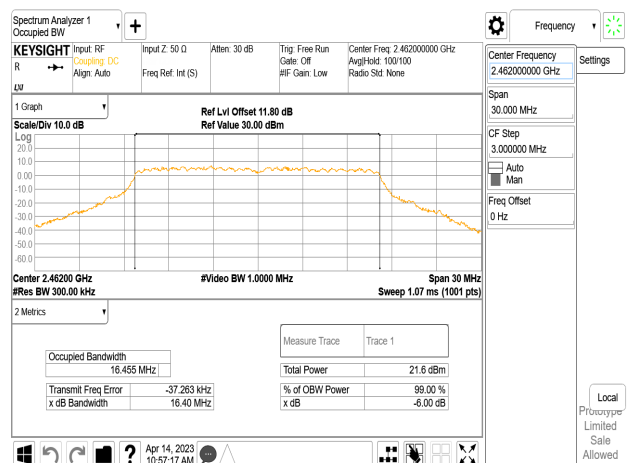 Spectrum Analyzer 1
Occupied BW
Frequency
KEYSIGHT
R
Input: RF
Coupling: DC
Align: Auto
Input Z: 50 Ω
Freq Ref: Int (S)
Atten: 30 dB
Trig: Free Run
Gate: Off
#IF Gain: Low
Center Freq: 2.462000000 GHz
Avg|Hold: 100/100
Radio Std: None
1 Graph
Scale/Div 10.0 dB
Ref Lvl Offset 11.80 dB
Ref Value 30.00 dBm
Log
20.0
10.0
0.00
-10.0
-20.0
-30.0
-40.0
-50.0
-60.0
Center 2.46200 GHz
#Res BW 300.00 kHz
#Video BW 1.0000 MHz
Span 30 MHz
Sweep 1.07 ms (1001 pts)
2 Metrics
Measure Trace Trace 1
Occupied Bandwidth
16.455 MHz
Total Power 21.6 dBm
Transmit Freq Error -37.263 kHz
% of OBW Power 99.00 %
x dB Bandwidth 16.40 MHz
x dB -6.00 dB
Center Frequency
2.462000000 GHz
Settings
Span
30.000 MHz
CF Step
3.000000 MHz
Auto
Man
Freq Offset
0 Hz
Local
Prototype
Limited
Sale
Allowed
?
Apr 14, 2023
10:57:17 AM